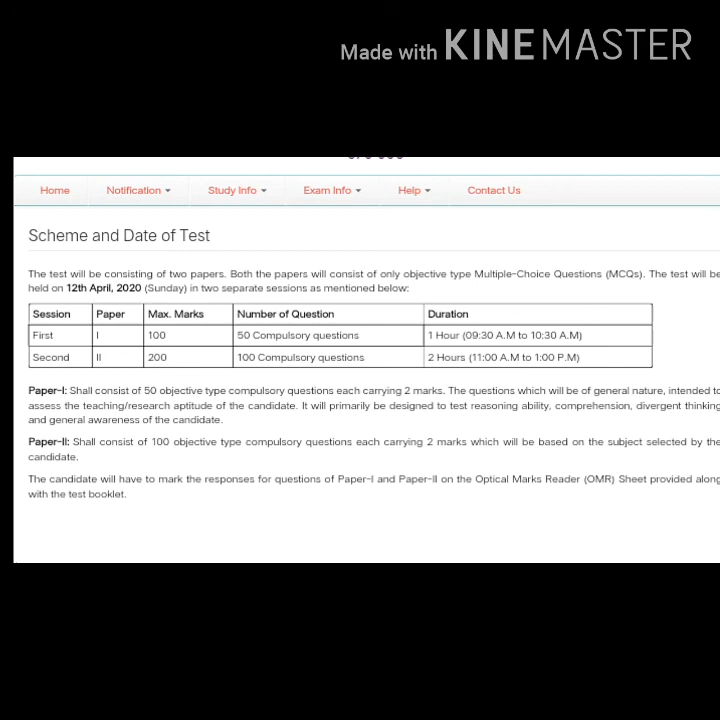 Made with KINEMASTER
Home Notification Study Info Exam Info Help Contact Us
Scheme and Date of Test
The test will be consisting of two papers. Both the papers will consist of only objective type Multiple-Choice Questions (MCQs). The test will be
held on 12th April, 2020 (Sunday) in two separate sessions as mentioned below:
Session Paper Max. Marks Number of Question Duration
First I 100 50 Compulsory questions 1 Hour (09:30 A.M to 10:30 A.M)
Second II 200 100 Compulsory questions 2 Hours (11:00 A.M to 1:00 P.M)
Paper-I: Shall consist of 50 objective type compulsory questions each carrying 2 marks. The questions which will be of general nature, intended to
assess the teaching/research aptitude of the candidate. It will primarily be designed to test reasoning ability, comprehension, divergent thinking
and general awareness of the candidate.
Paper-II: Shall consist of 100 objective type compulsory questions each carrying 2 marks which will be based on the subject selected by the
candidate.
The candidate will have to mark the responses for questions of Paper-I and Paper-II on the Optical Marks Reader (OMR) Sheet provided along
with the test booklet.